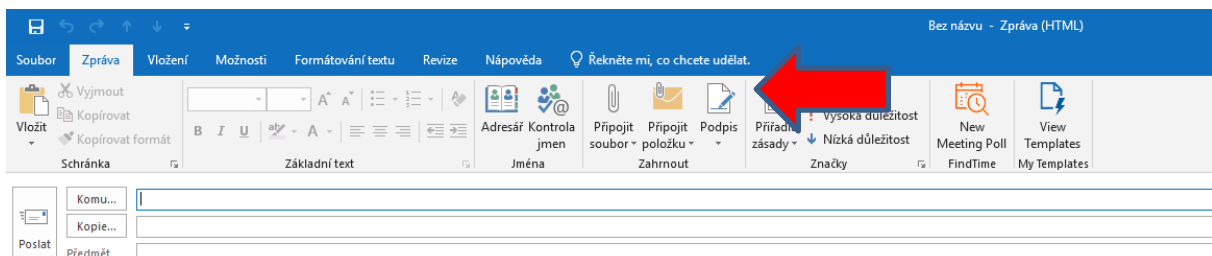 Bez názvu - Zpráva (HTML)
Soubor Zpráva Vložení Možnosti Formátování textu Revize Nápověda Řekněte mi, co chcete udělat.
Vložit
Vyjmout
Kopírovat
Kopírovat formát
Schránka
B I U A
Základní text
Adresář
Kontrola jmen
Jména
Připojit soubor
Připojit položku
Podpis
Zahrnout
zásady
Vysoká důležitost
Nízká důležitost
Značky
New Meeting Poll
FindTime
View Templates
My Templates
Poslat
Komu...
Kopie...
Předmět